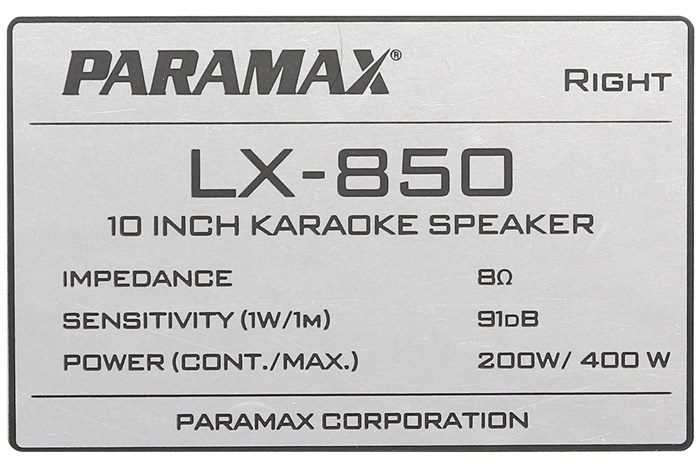 PARAMAX®
RIGHT
LX-850
10 INCH KARAOKE SPEAKER
IMPEDANCE 8Ω
SENSITIVITY (1W/1M) 91DB
POWER (CONT./MAX.) 200W/ 400 W
PARAMAX CORPORATION